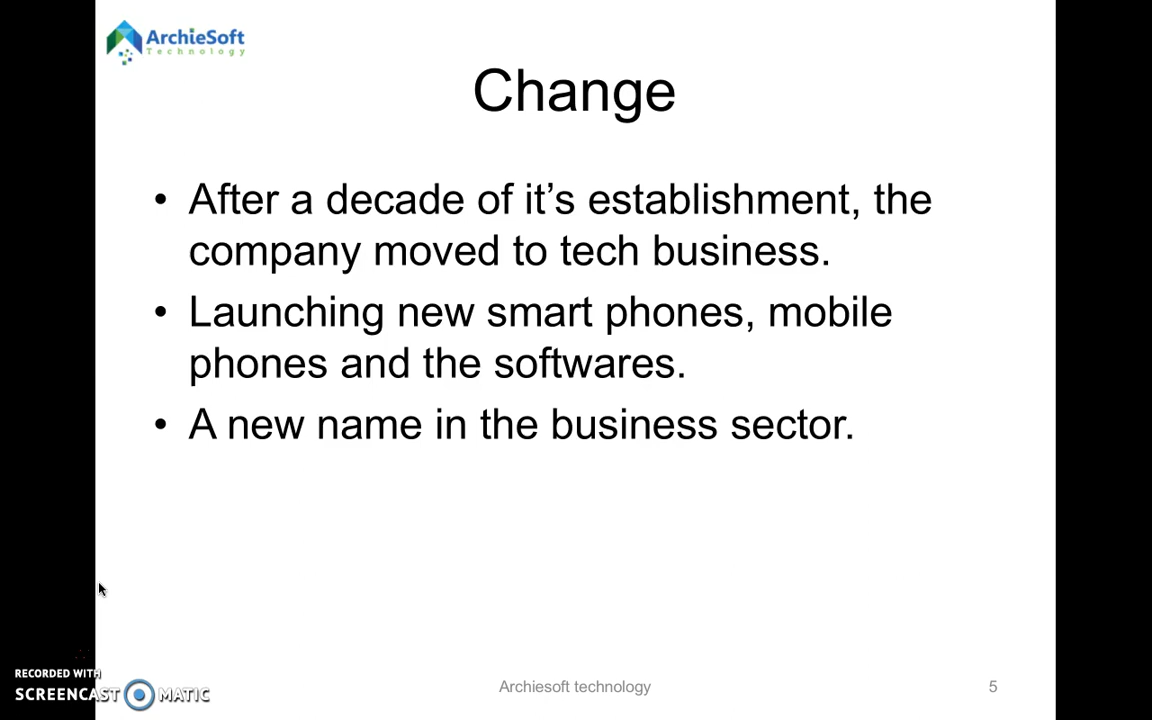 ArchieSoft
Technology
Change
• After a decade of it’s establishment, the
company moved to tech business.
• Launching new smart phones, mobile
phones and the softwares.
• A new name in the business sector.
RECORDED WITH
SCREENCAST MATIC
Archiesoft technology
5